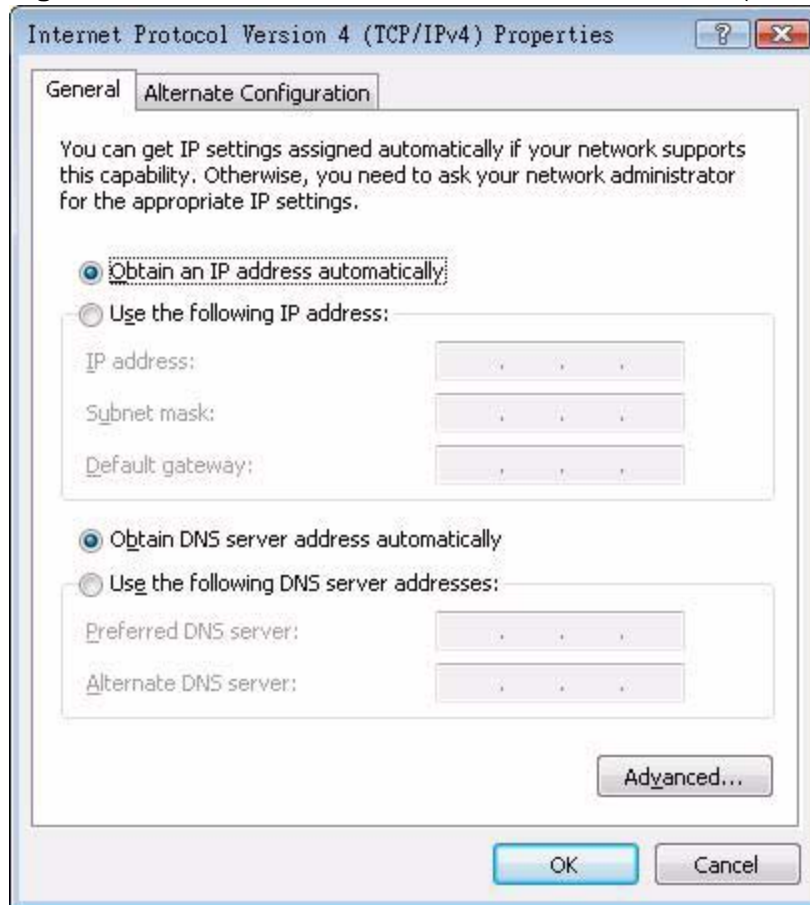 Internet Protocol Version 4 (TCP/IPv4) Properties
General
Alternate Configuration
You can get IP settings assigned automatically if your network supports
this capability. Otherwise, you need to ask your network administrator
for the appropriate IP settings.
Obtain an IP address automatically
Use the following IP address:
IP address:
Subnet mask:
Default gateway:
Obtain DNS server address automatically
Use the following DNS server addresses:
Preferred DNS server:
Alternate DNS server:
Advanced...
OK
Cancel